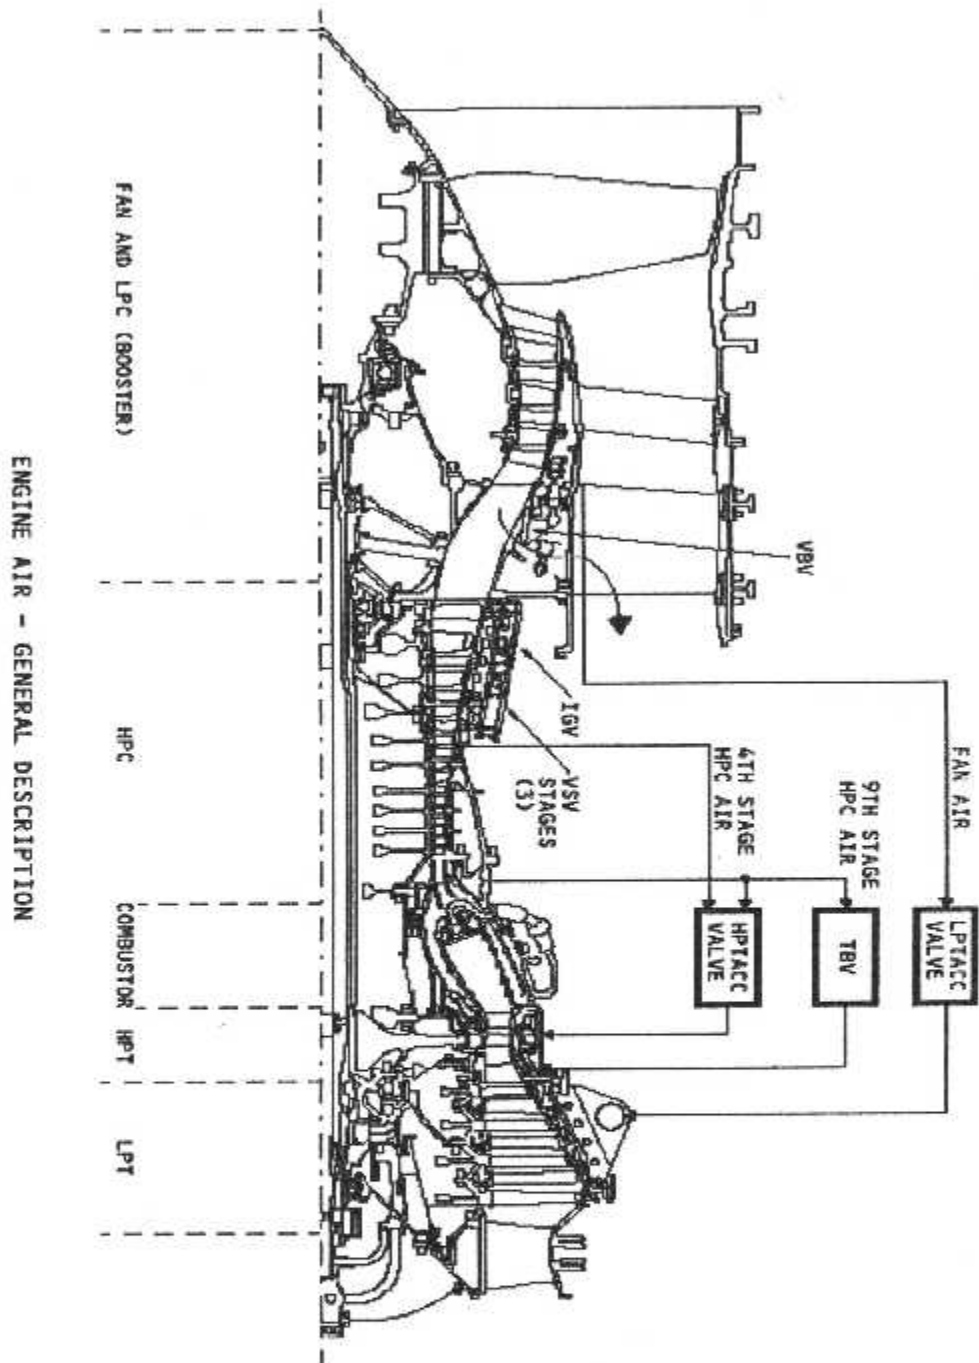 FAN AIR
9TH STAGE
HPC AIR
4TH STAGE
HPC AIR
LPTACC
VALVE
TBV
HPTACC
VALVE
VBV
IGV
VSV
STAGES
(3)
FAN AND LPC (BOOSTER)
HPC
COMBUSTOR
HPT
LPT
ENGINE AIR - GENERAL DESCRIPTION